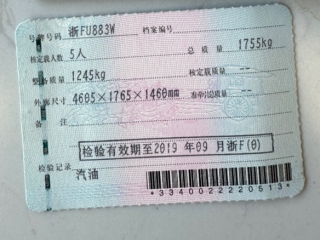 号牌号码 浙FU883W 档案编号
核定载人数 5人 总质量 1755kg
整备质量 1245kg 核定载质量 --
外廓尺寸 4605×1765×1460mm 准牵引总质量 --
备注
检验有效期至2019年09月浙F(0)
检验记录 汽油
*3340022220513*